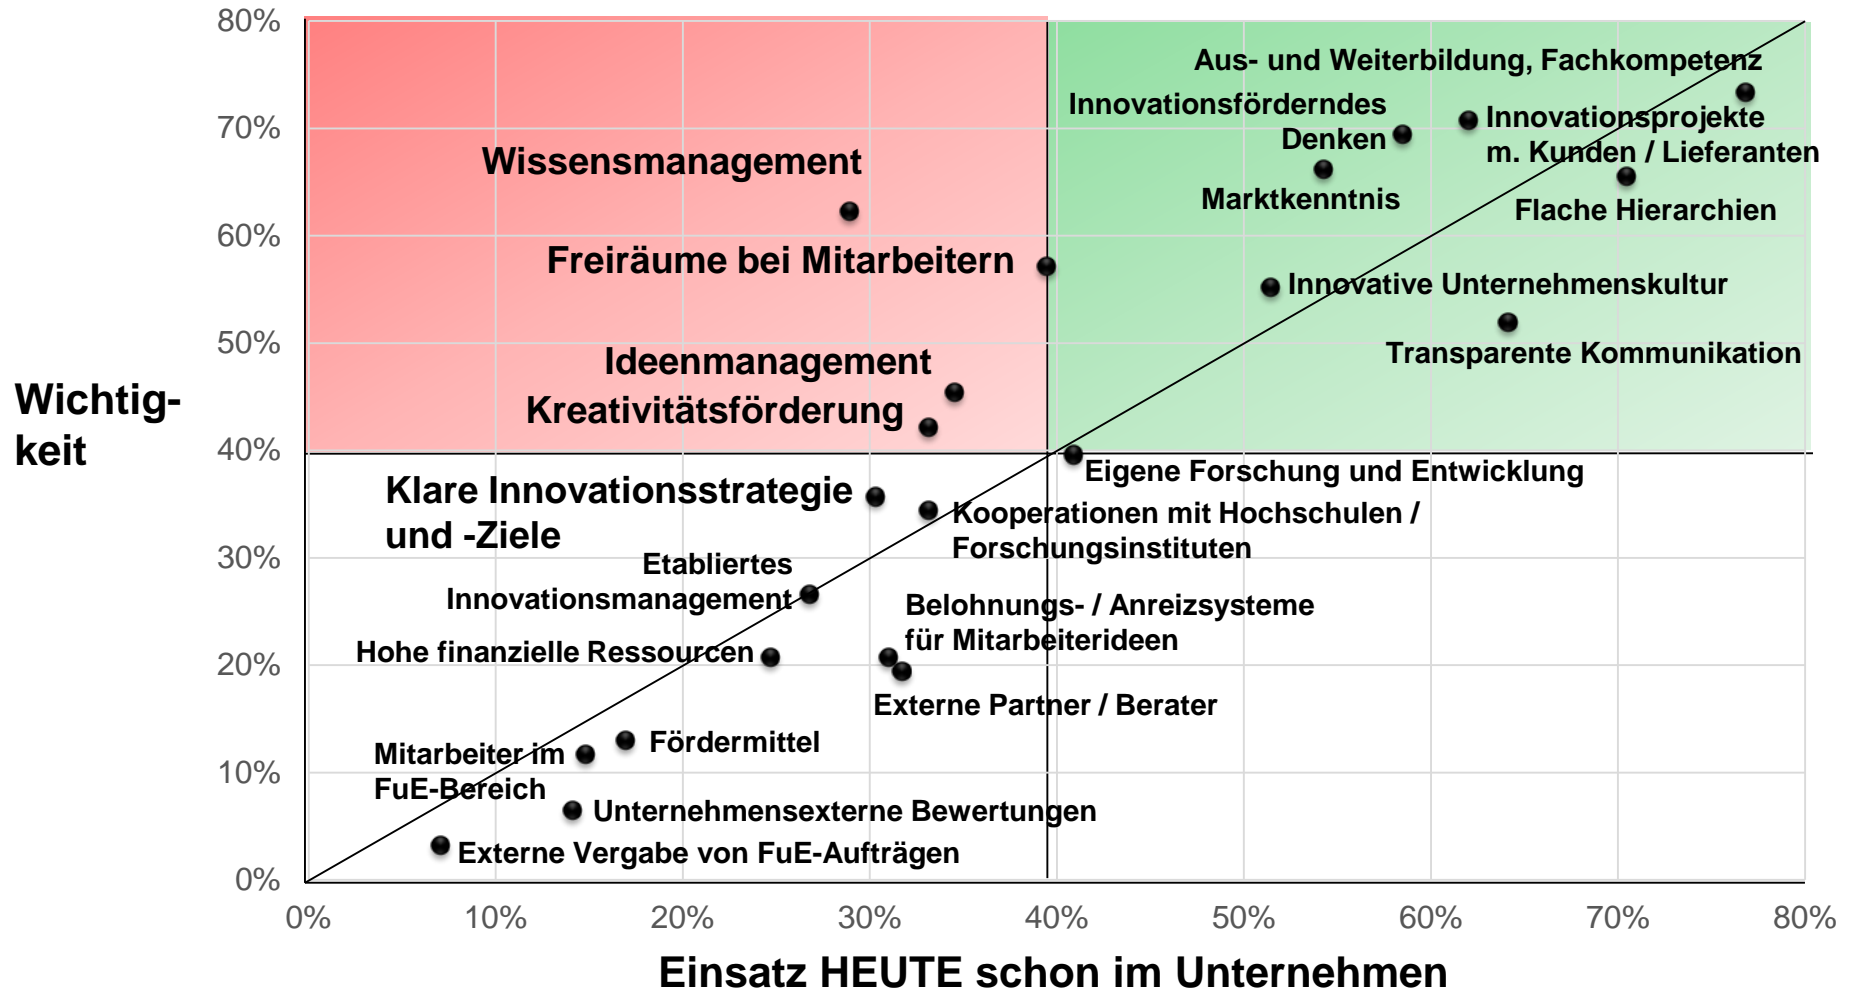 80%
Aus- und Weiterbildung, Fachkompetenz
Innovationsförderndes
Denken
70%
Innovationsprojekte
m. Kunden / Lieferanten
Wissensmanagement
Marktkenntnis
Flache Hierarchien
60%
Freiräume bei Mitarbeitern
Innovative Unternehmenskultur
50%
Transparente Kommunikation
Ideenmanagement
Kreativitätsförderung
Wichtig-
keit
40%
Eigene Forschung und Entwicklung
Klare Innovationsstrategie
und -Ziele
Kooperationen mit Hochschulen /
Forschungsinstituten
30%
Etabliertes
Innovationsmanagement
Belohnungs- / Anreizsysteme
für Mitarbeiterideen
Hohe finanzielle Ressourcen
20%
Externe Partner / Berater
Fördermittel
Mitarbeiter im
FuE-Bereich
10%
Unternehmensexterne Bewertungen
Externe Vergabe von FuE-Aufträgen
0%
0% 10% 20% 30% 40% 50% 60% 70% 80%
Einsatz HEUTE schon im Unternehmen